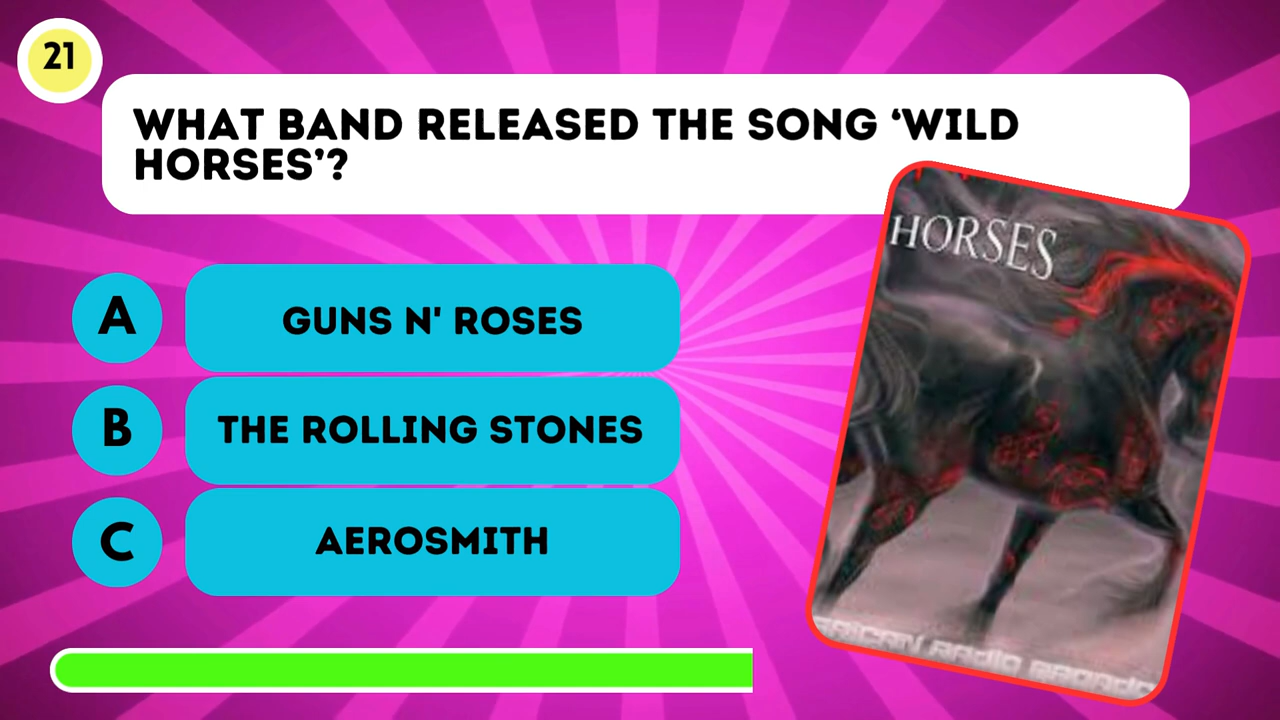 21
WHAT BAND RELEASED THE SONG ‘WILD
HORSES’?
HORSES
A
GUNS N' ROSES
B
THE ROLLING STONES
C
AEROSMITH